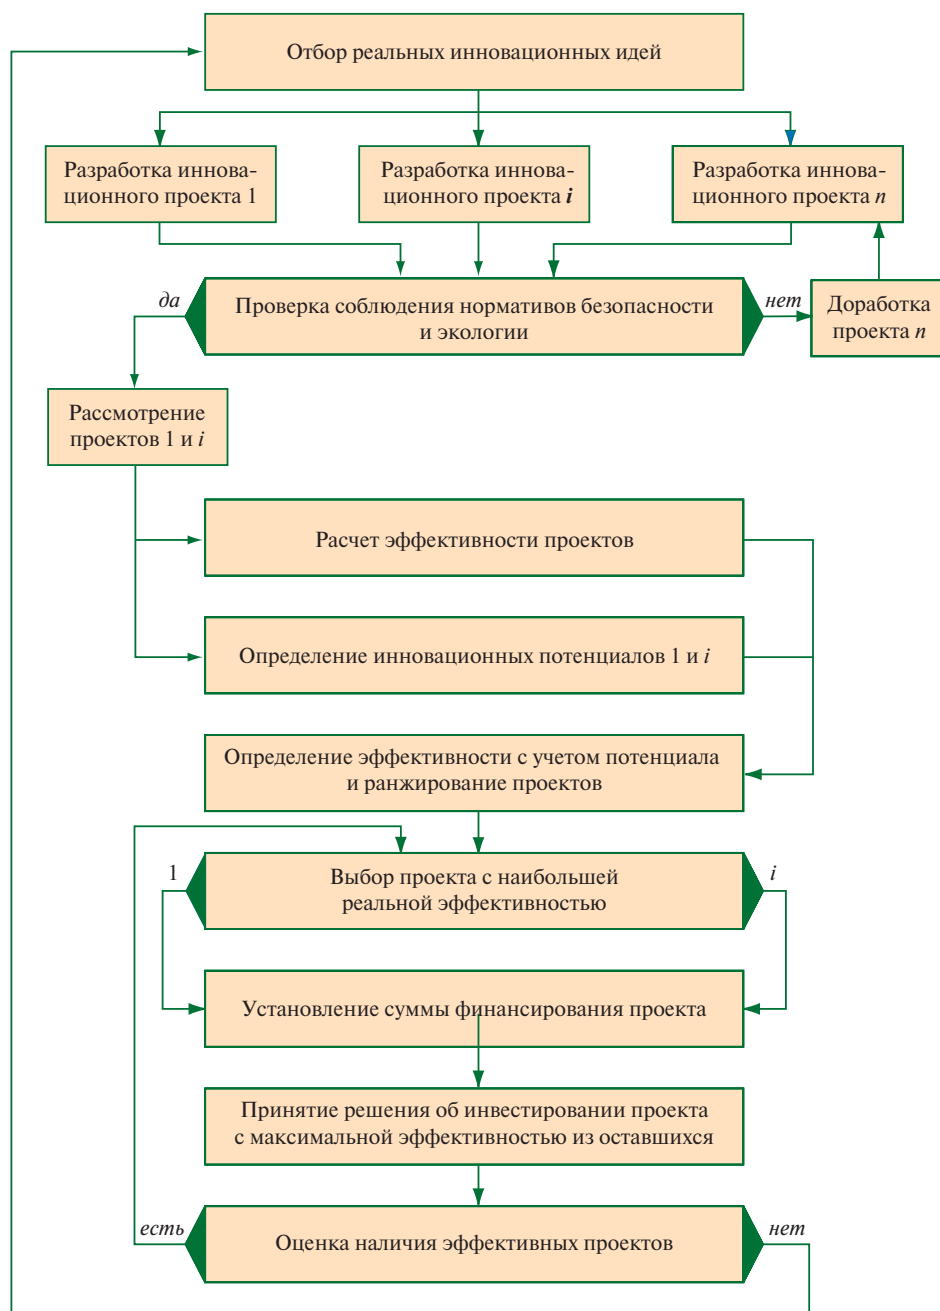 Отбор реальных инновационных идей
Разработка иннова-
ционного проекта 1
Разработка иннова-
ционного проекта i
Разработка иннова-
ционного проекта n
да
Проверка соблюдения нормативов безопасности
и экологии
нет
Доработка
проекта n
Рассмотрение
проектов 1 и i
Расчет эффективности проектов
Определение инновационных потенциалов 1 и i
Определение эффективности с учетом потенциала
и ранжирование проектов
1
Выбор проекта с наибольшей
реальной эффективностью
i
Установление суммы финансирования проекта
Принятие решения об инвестировании проекта
с максимальной эффективностью из оставшихся
есть
Оценка наличия эффективных проектов
нет